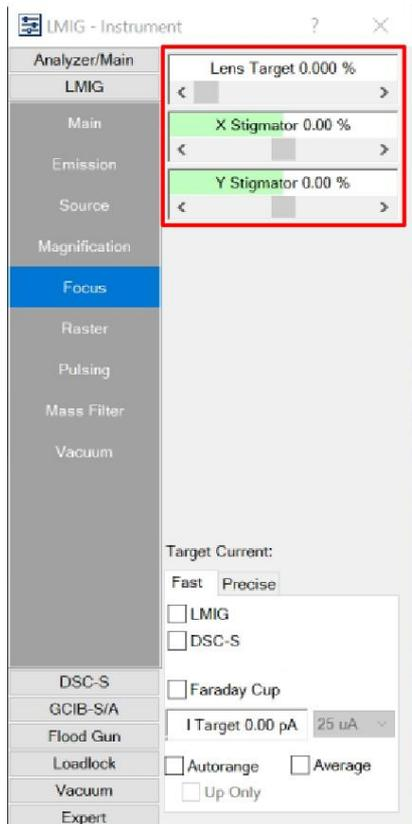 LMIG - Instrument ?
Analyzer/Main
LMIG
Main
Emission
Source
Magnification
Focus
Raster
Pulsing
Mass Filter
Vacuum
Lens Target 0.000 %
X Stigmator 0.00 %
Y Stigmator 0.00 %
Target Current:
Fast Precise
LMIG
DSC-S
Faraday Cup
I Target 0.00 pA 25 uA
Autorange Average
Up Only
DSC-S
GCIB-S/A
Flood Gun
Loadlock
Vacuum
Expert